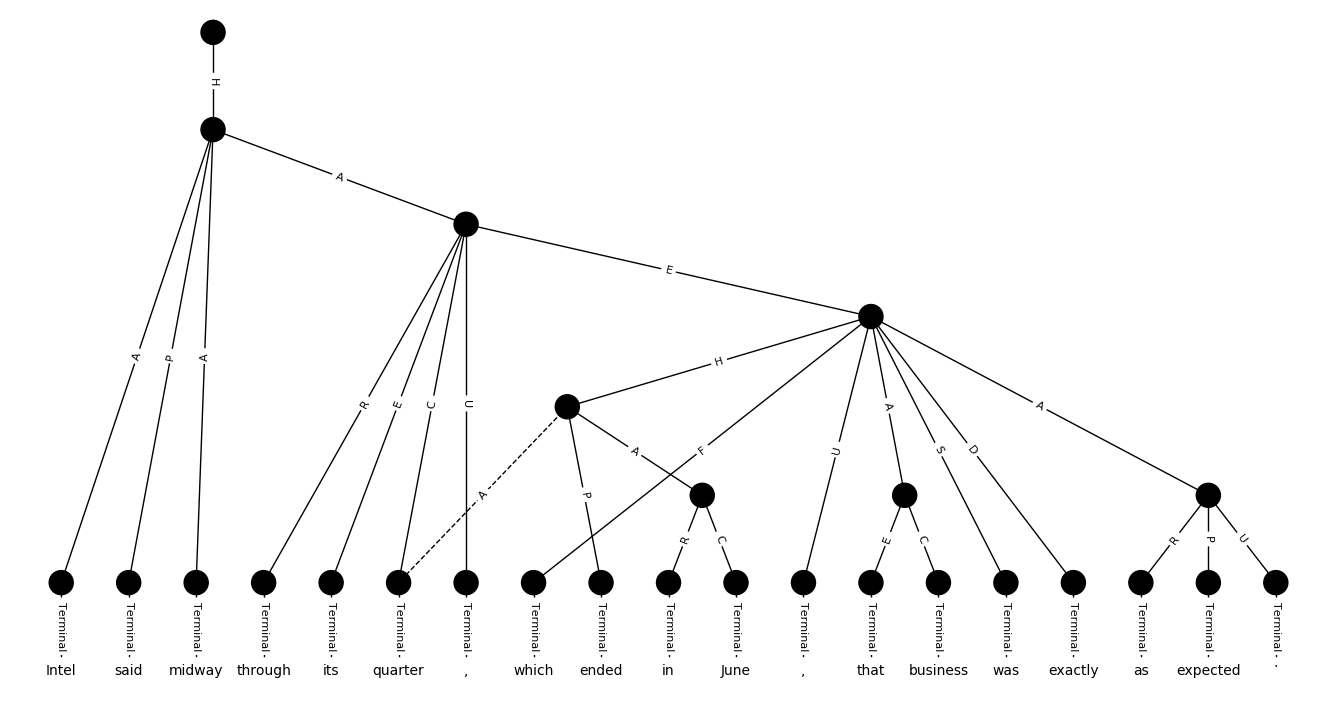 H
A
E
H
A P A
R E C U
A
A P
A
F
U A S D
A
R C
E C
R P U
Terminal Terminal Terminal Terminal Terminal Terminal Terminal Terminal Terminal Terminal Terminal Terminal Terminal Terminal Terminal Terminal Terminal Terminal Terminal
Intel said midway through its quarter , which ended in June , that business was exactly as expected .